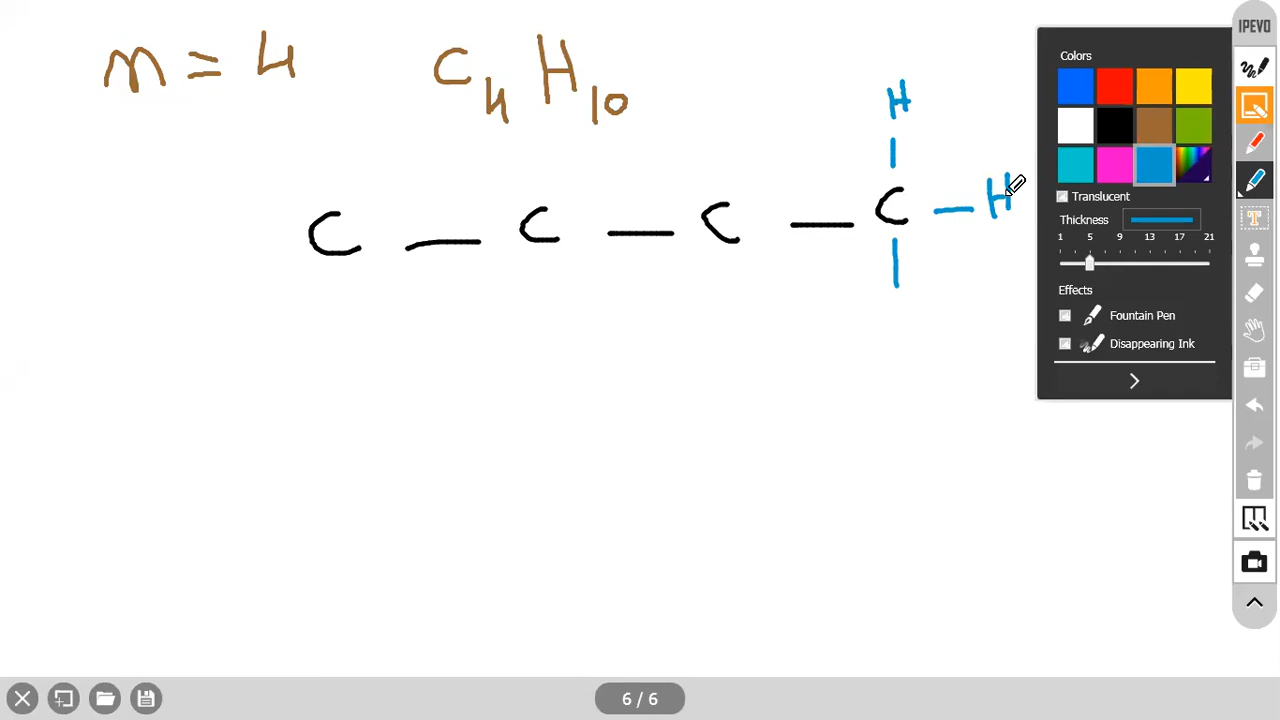 n = 4 C4H10
H
C — C — C — C — H
IPEVO
Colors
Translucent
Thickness
1 5 9 13 17 21
Effects
Fountain Pen
Disappearing Ink
T
6 / 6